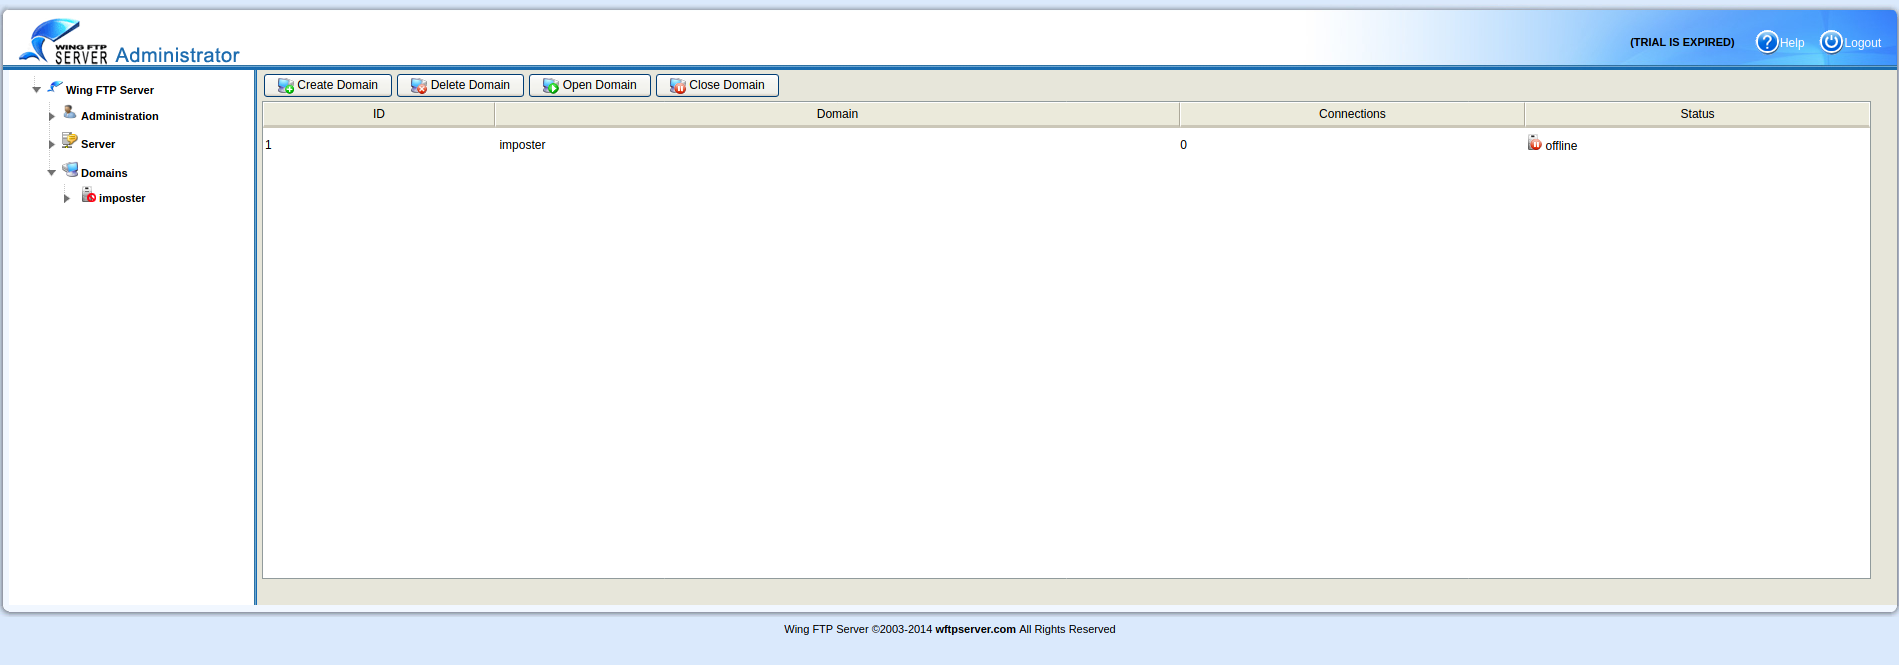 WING FTP
SERVER Administrator
(TRIAL IS EXPIRED) Help Logout
Wing FTP Server
Administration
Server
Domains
imposter
Create Domain Delete Domain Open Domain Close Domain
ID Domain Connections Status
1 imposter 0 offline
Wing FTP Server ©2003-2014 wftpserver.com All Rights Reserved